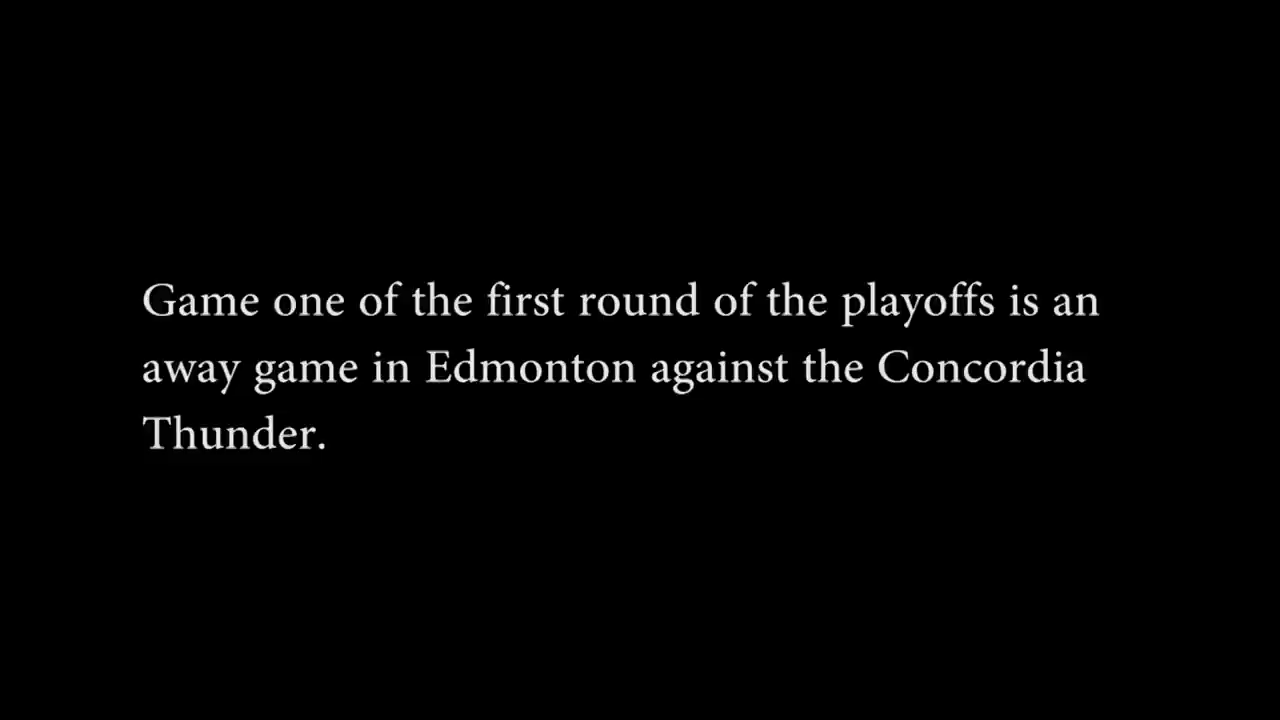 Game one of the first round of the playoffs is an
away game in Edmonton against the Concordia
Thunder.